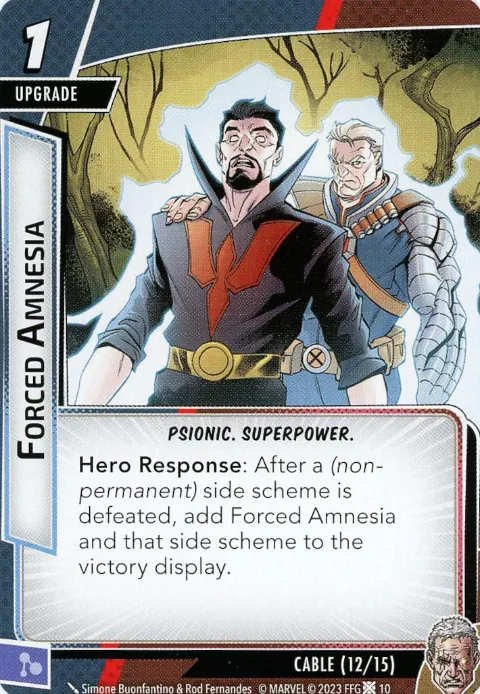 1
UPGRADE
FORCED AMNESIA
PSIONIC. SUPERPOWER.
Hero Response: After a (non-
permanent) side scheme is
defeated, add Forced Amnesia
and that side scheme to the
victory display.
CABLE (12/15)
Simone Buonfantino & Rod Fernandes © MARVEL © 2023 FFG 10